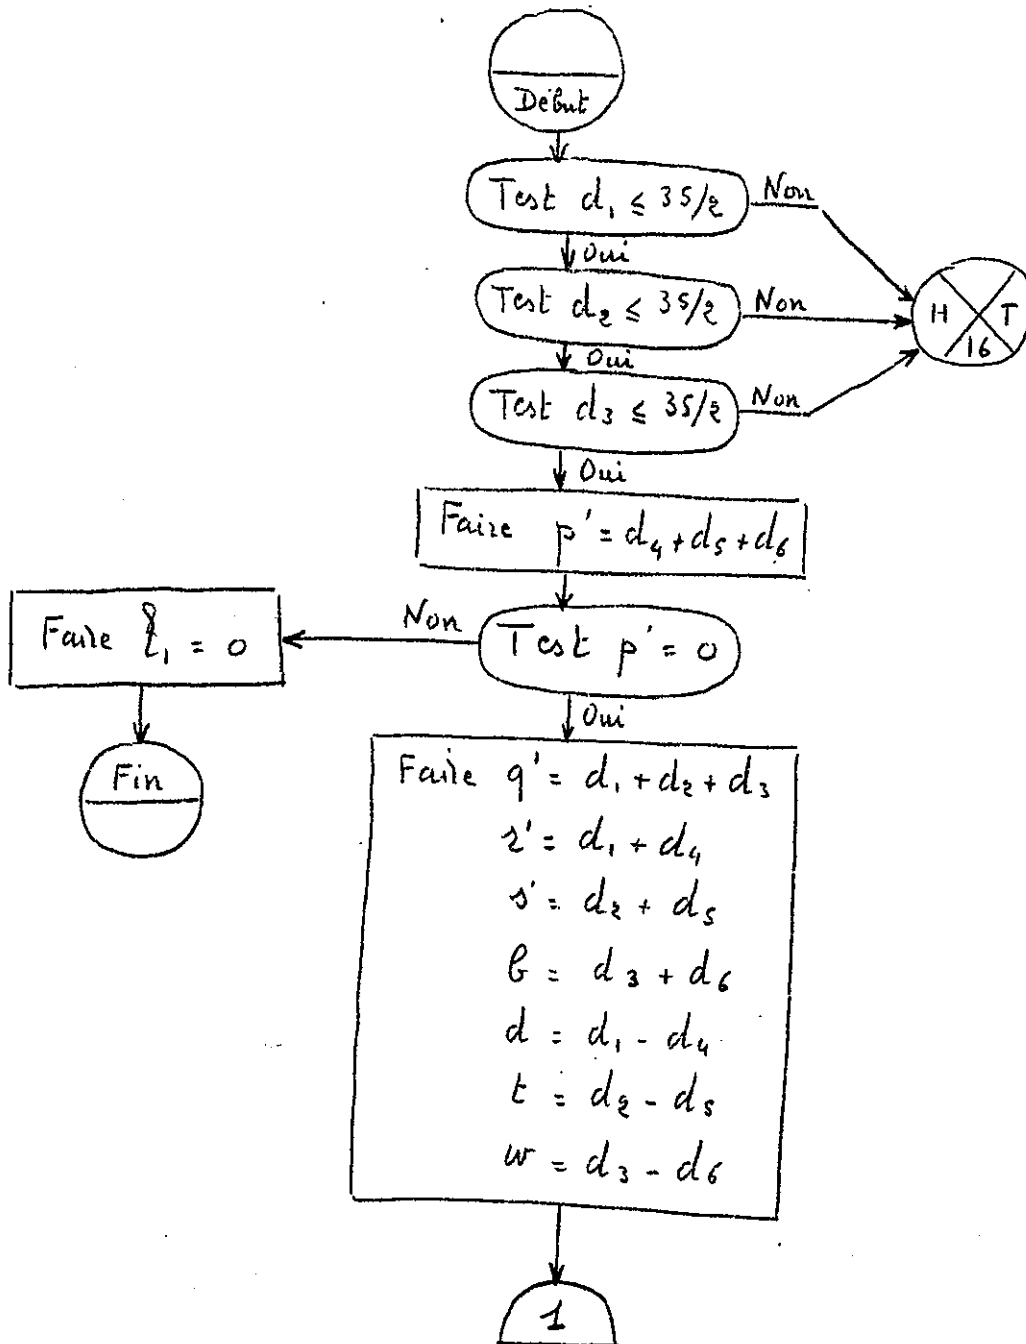 Début
Test d₁ ≤ 35/2
Non
Oui
Test d₂ ≤ 35/2
Non
H T
16
Oui
Test d₃ ≤ 35/2
Non
Oui
Faire p' = d₄ + d₅ + d₆
Non
Test p' = 0
Faire ξ₁ = 0
Oui
Fin
Faire q' = d₁ + d₂ + d₃
r' = d₁ + d₄
s' = d₂ + d₅
b = d₃ + d₆
d = d₁ - d₄
t = d₂ - d₅
w = d₃ - d₆
1